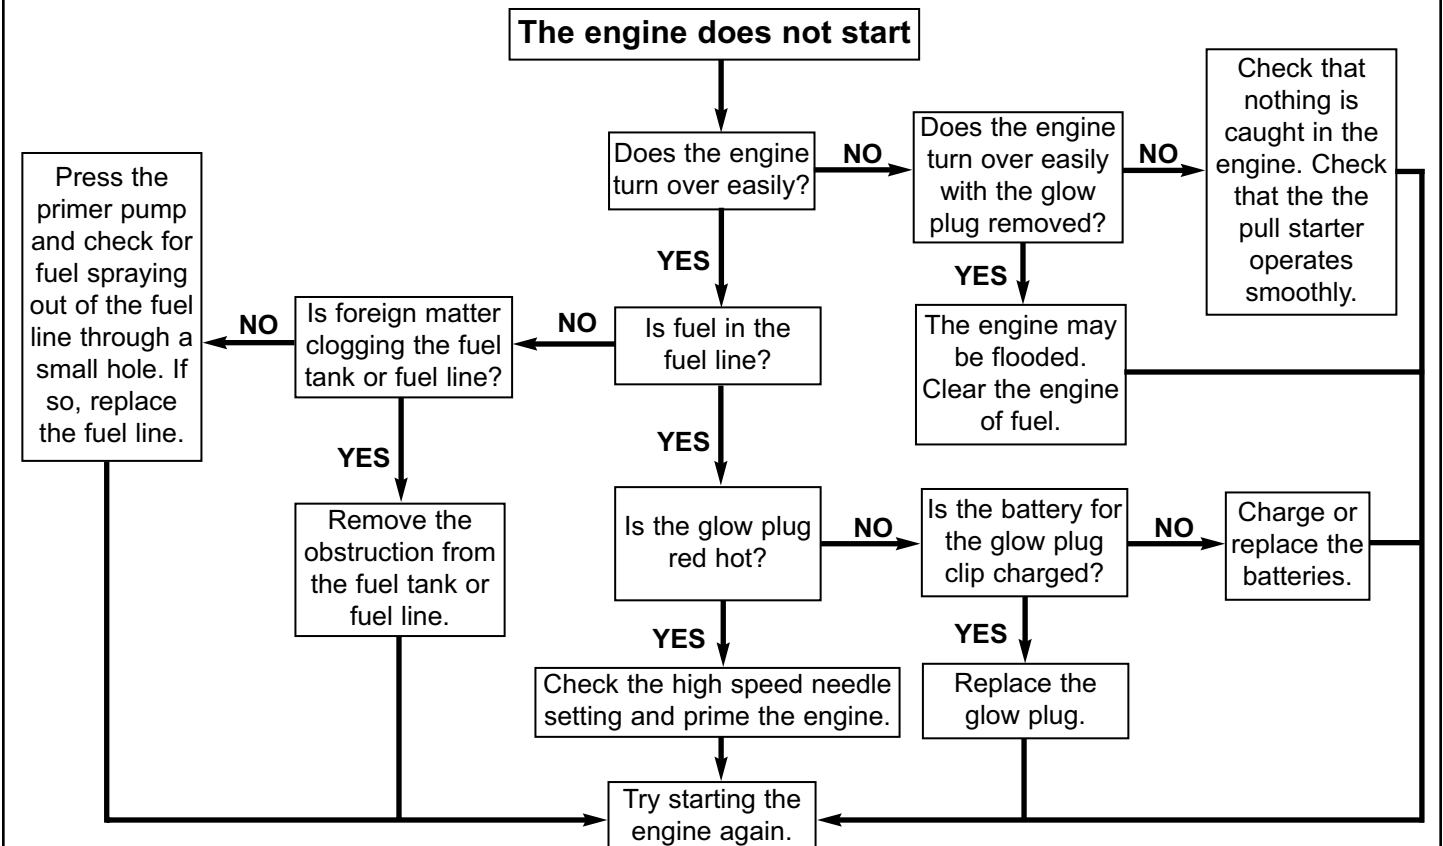 The engine does not start
Does the engine
turn over easily?
NO
Does the engine
turn over easily
with the glow
plug removed?
NO
Check that
nothing is
caught in the
engine. Check
that the the
pull starter
operates
smoothly.
YES
The engine may
be flooded.
Clear the engine
of fuel.
YES
Is fuel in the
fuel line?
NO
Is foreign matter
clogging the fuel
tank or fuel line?
NO
Press the
primer pump
and check for
fuel spraying
out of the fuel
line through a
small hole. If
so, replace
the fuel line.
YES
Remove the
obstruction from
the fuel tank or
fuel line.
YES
Is the glow plug
red hot?
NO
Is the battery for
the glow plug
clip charged?
NO
Charge or
replace the
batteries.
YES
Replace the
glow plug.
YES
Check the high speed needle
setting and prime the engine.
Try starting the
engine again.